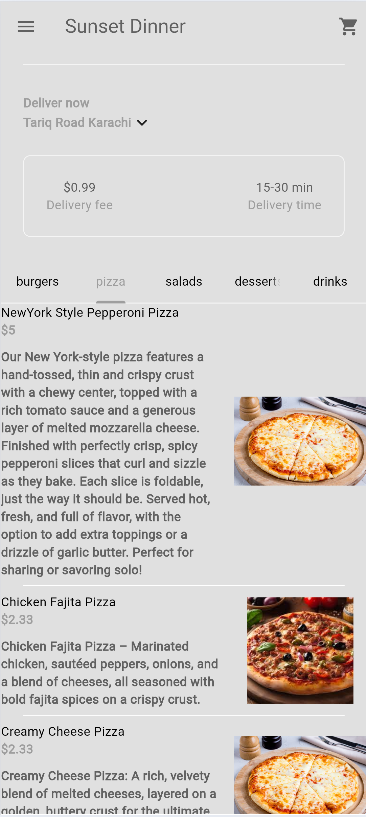 Sunset Dinner
Deliver now
Tariq Road Karachi
$0.99
Delivery fee
15-30 min
Delivery time
burgers
pizza
salads
dessert
drinks
NewYork Style Pepperoni Pizza
$5
Our New York-style pizza features a
hand-tossed, thin and crispy crust
with a chewy center, topped with a
rich tomato sauce and a generous
layer of melted mozzarella cheese.
Finished with perfectly crisp, spicy
pepperoni slices that curl and sizzle
as they bake. Each slice is foldable,
just the way it should be. Served hot,
fresh, and full of flavor, with the
option to add extra toppings or a
drizzle of garlic butter. Perfect for
sharing or savoring solo!
Chicken Fajita Pizza
$2.33
Chicken Fajita Pizza – Marinated
chicken, sautéed peppers, onions, and
a blend of cheeses, all seasoned with
bold fajita spices on a crispy crust.
Creamy Cheese Pizza
$2.33
Creamy Cheese Pizza: A rich, velvety
blend of melted cheeses, layered on a
golden, buttery crust for the ultimate